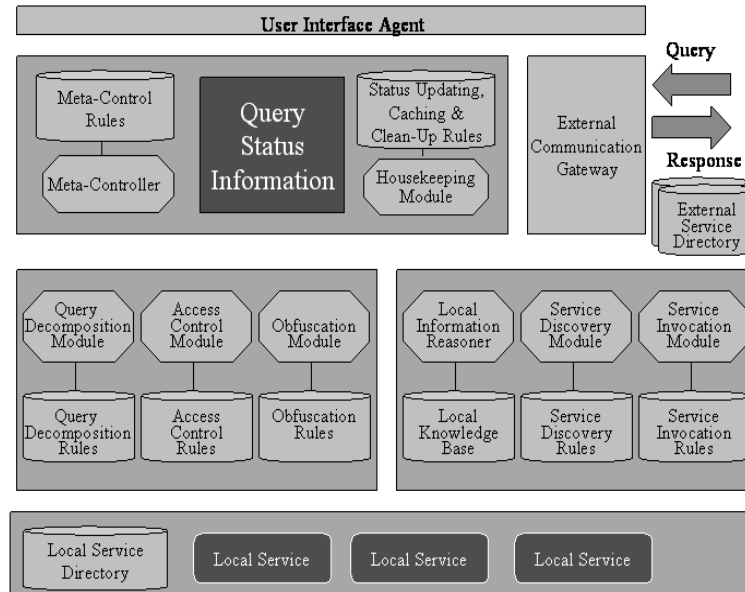 User Interface Agent
Query
Meta-Control
Rules
Query
Status
Information
Status Updating,
Caching &
Clean-Up Rules
External
Communication
Gateway
Meta-Controller
Housekeeping
Module
Response
External
Service
Directory
Query
Decomposition
Module
Access
Control
Module
Obfuscation
Module
Local
Information
Reasoner
Service
Discovery
Module
Service
Invocation
Module
Query
Decomposition
Rules
Access
Control
Rules
Obfuscation
Rules
Local
Knowledge
Base
Service
Discovery
Rules
Service
Invocation
Rules
Local Service
Directory
Local Service
Local Service
Local Service